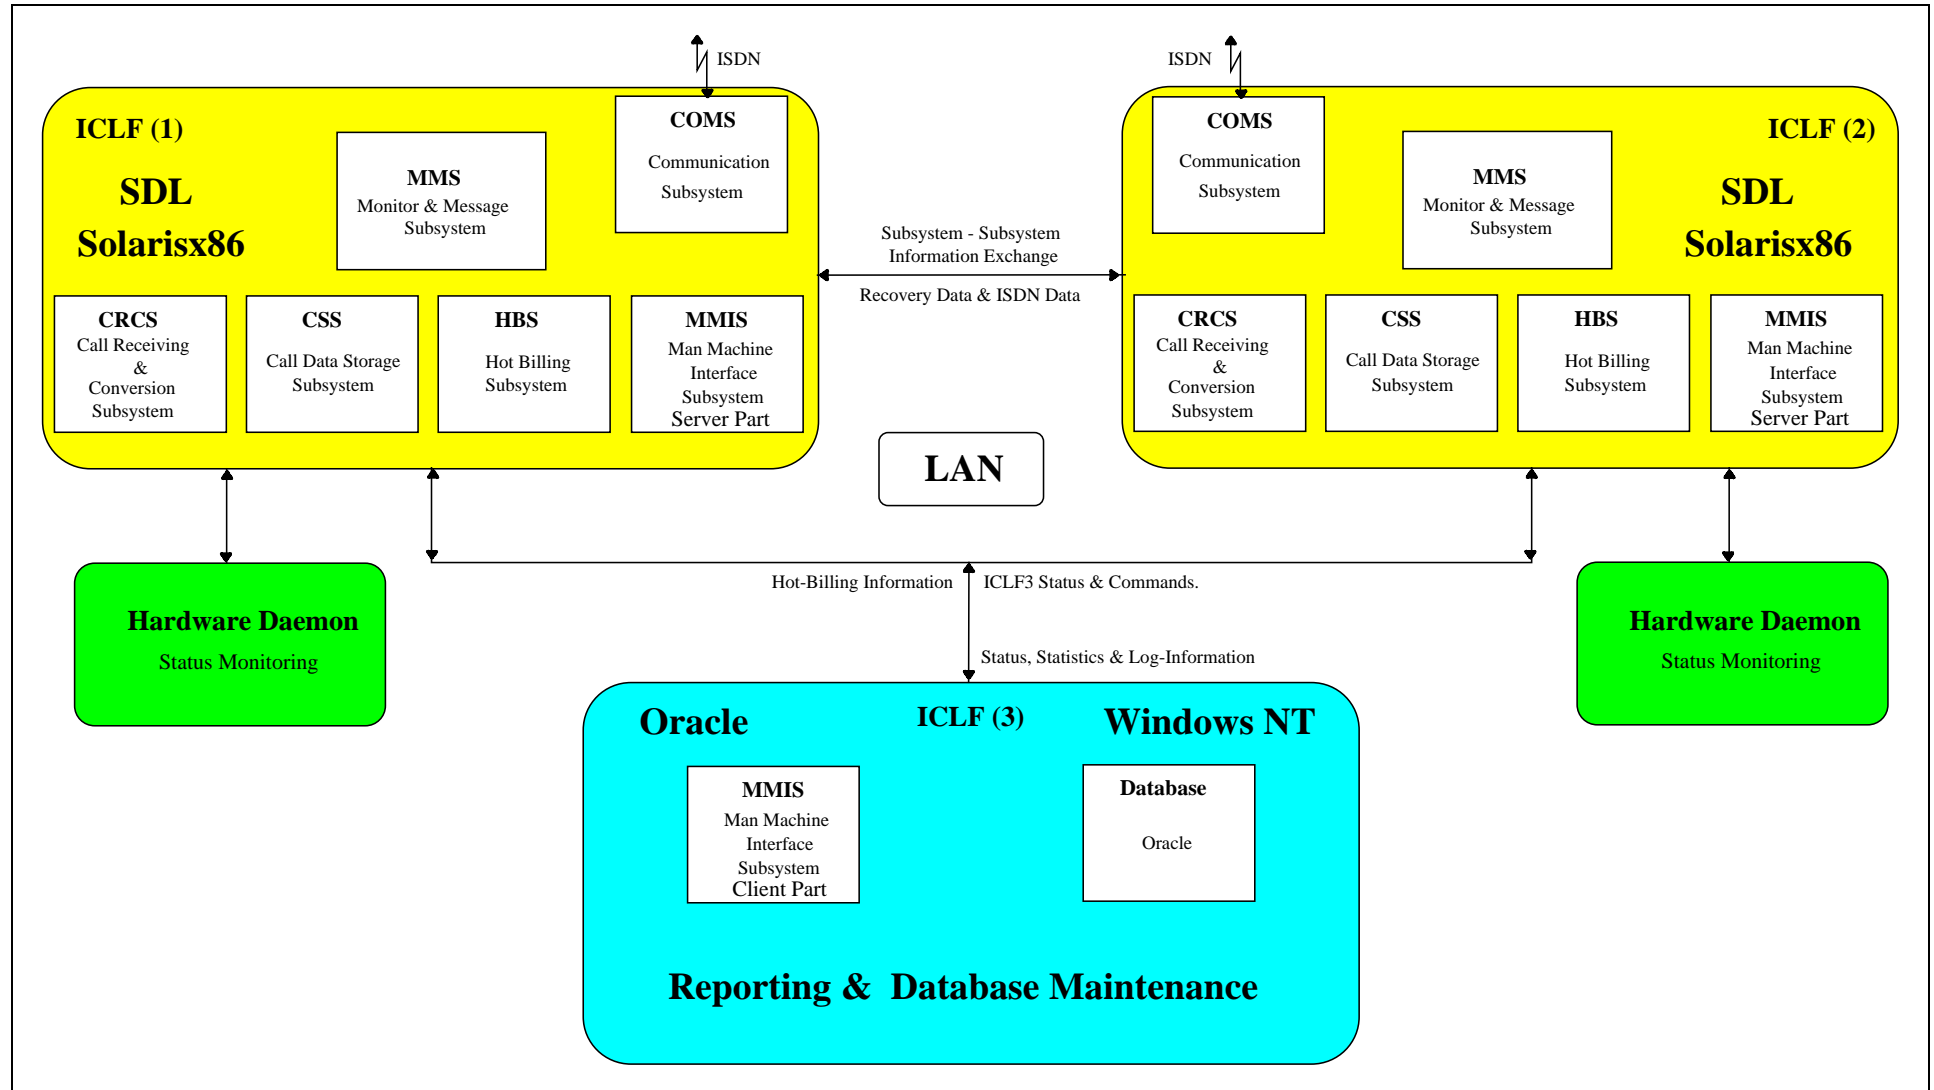 ISDN
ISDN
ICLF (1)
SDL
Solarisx86
MMS
Monitor & Message
Subsystem
COMS
Communication
Subsystem
CRCS
Call Receiving
&
Conversion
Subsystem
CSS
Call Data Storage
Subsystem
HBS
Hot Billing
Subsystem
MMIS
Man Machine
Interface
Subsystem
Server Part
Subsystem - Subsystem
Information Exchange
Recovery Data & ISDN Data
LAN
COMS
Communication
Subsystem
MMS
Monitor & Message
Subsystem
ICLF (2)
SDL
Solarisx86
CRCS
Call Receiving
&
Conversion
Subsystem
CSS
Call Data Storage
Subsystem
HBS
Hot Billing
Subsystem
MMIS
Man Machine
Interface
Subsystem
Server Part
Hardware Daemon
Status Monitoring
Hot-Billing Information
ICLF3 Status & Commands.
Status, Statistics & Log-Information
Hardware Daemon
Status Monitoring
Oracle
ICLF (3)
Windows NT
MMIS
Man Machine
Interface
Subsystem
Client Part
Database
Oracle
Reporting & Database Maintenance